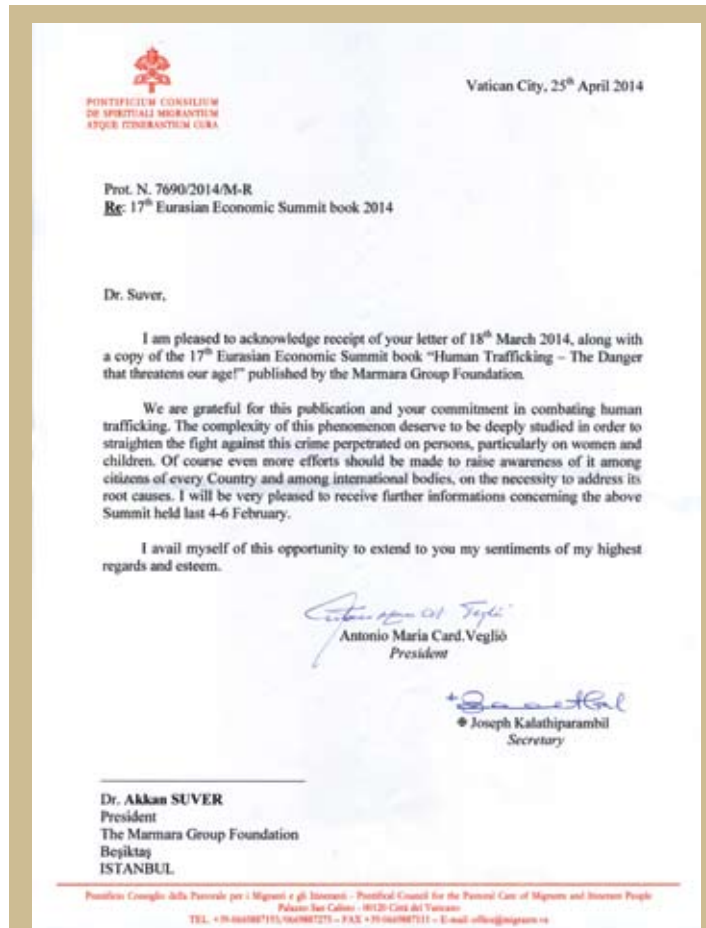 PONTIFICIUM CONSILIUM
DE SPIRITUALI MIGRANTIUM
ATQUE ITINERANTIUM CURA
Vatican City, 25th April 2014
Prot. N. 7690/2014/M-R
Re: 17th Eurasian Economic Summit book 2014
Dr. Suver,
I am pleased to acknowledge receipt of your letter of 18th March 2014, along with
a copy of the 17th Eurasian Economic Summit book “Human Trafficking – The Danger
that threatens our age!” published by the Marmara Group Foundation.
We are grateful for this publication and your commitment in combating human
trafficking. The complexity of this phenomenon deserve to be deeply studied in order to
straighten the fight against this crime perpetrated on persons, particularly on women and
children. Of course even more efforts should be made to raise awareness of it among
citizens of every Country and among international bodies, on the necessity to address its
root causes. I will be very pleased to receive further informations concerning the above
Summit held last 4-6 February.
I avail myself of this opportunity to extend to you my sentiments of my highest
regards and esteem.
Antonio Maria Card.Vegliò
President
Joseph Kalathiparambil
Secretary
Dr. Akkan SUVER
President
The Marmara Group Foundation
Beşiktaş
ISTANBUL
Pontificio Consiglio della Pastorale per i Migranti e gli Itineranti – Pontifical Council for the Pastoral Care of Migrants and Itinerant People
Palazzo San Calisto - 00120 Città del Vaticano
TEL. – FAX – E-mail